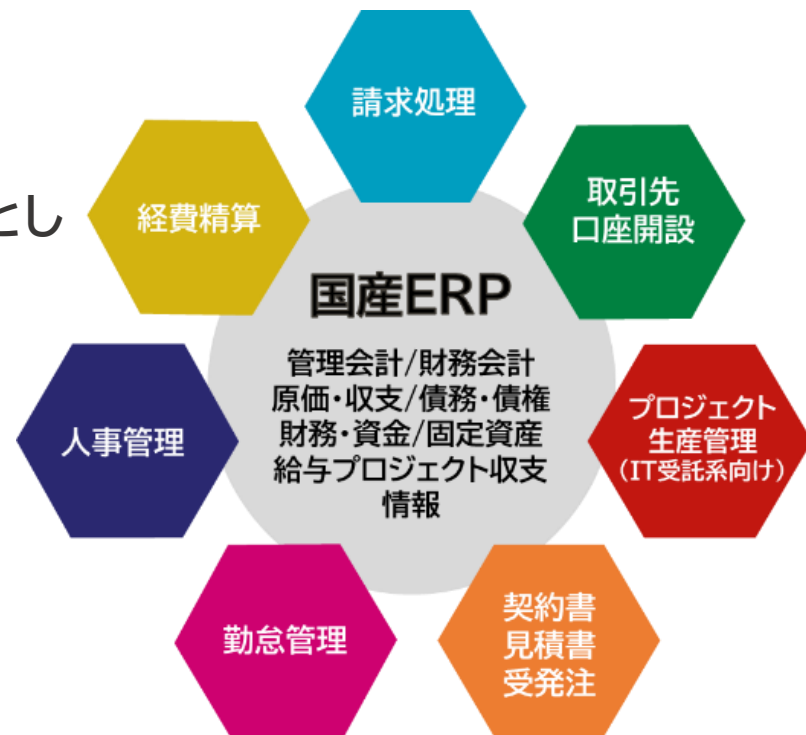 請求処理
取引先
口座開設
とし
経費精算
国産ERP
管理会計/財務会計
原価・収支/債務・債権
財務・資金/固定資産
給与プロジェクト収支
情報
プロジェクト
生産管理
(IT受託系向け)
人事管理
契約書
見積書
受発注
勤怠管理